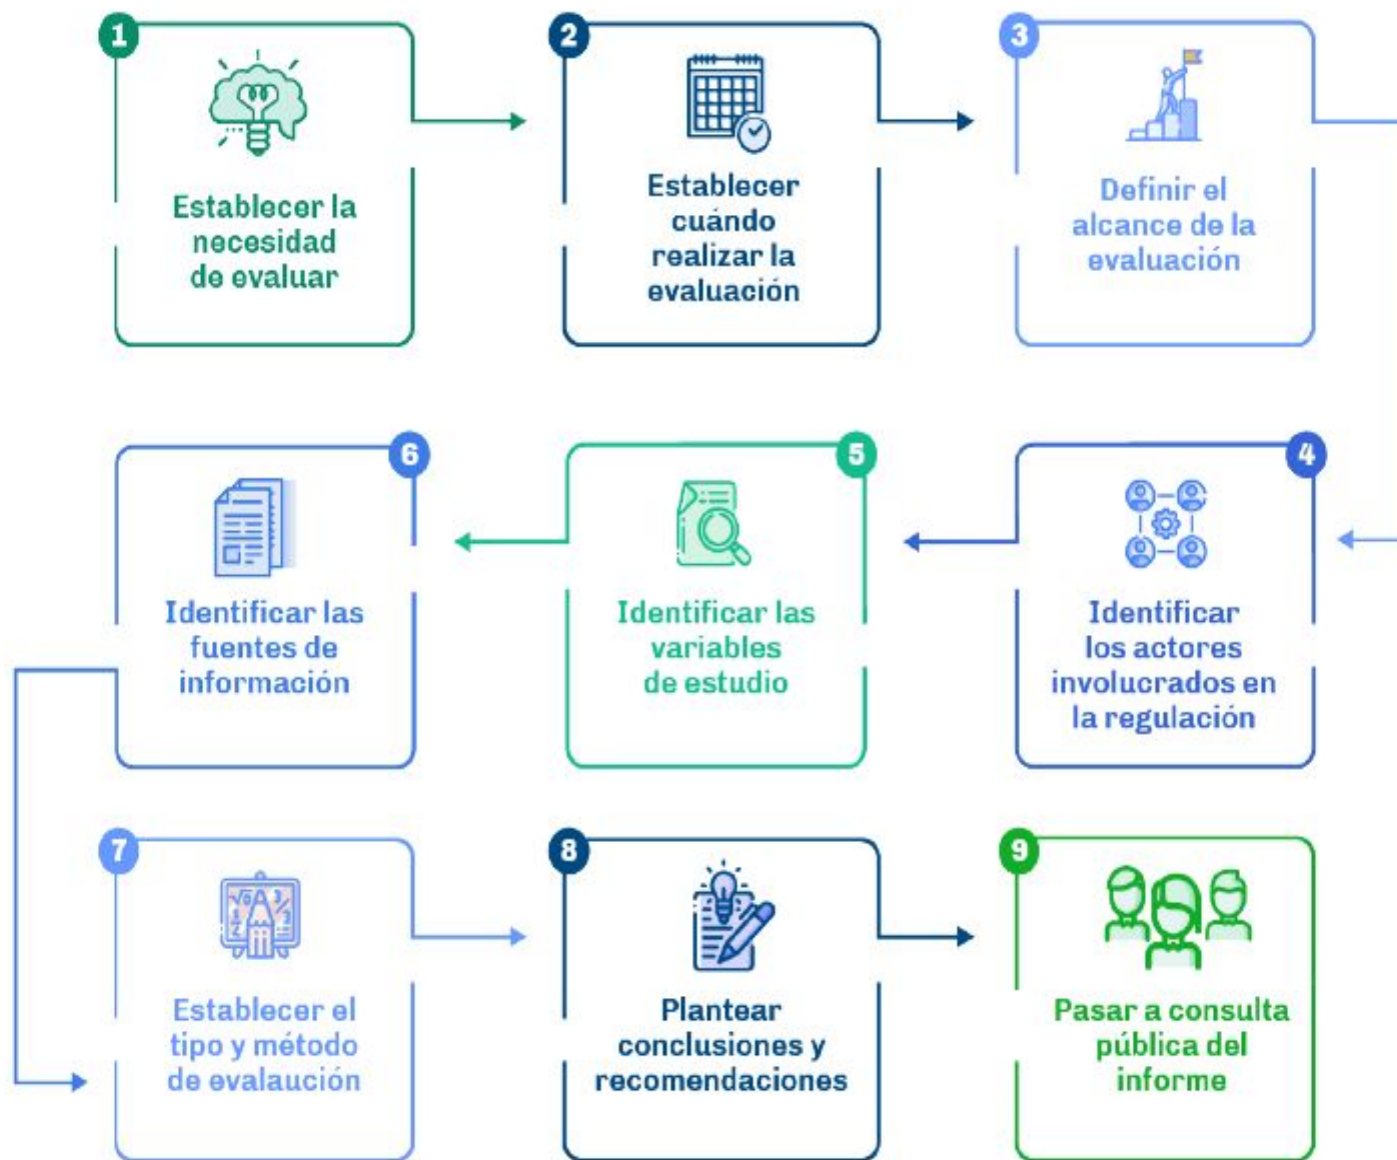 1
Establecer la
necesidad
de evaluar
2
Establecer
cuándo
realizar la
evaluación
3
Definir el
alcance de la
evaluación
4
Identificar
los actores
involucrados en
la regulación
5
Identificar las
variables
de estudio
6
Identificar las
fuentes de
información
7
Establecer el
tipo y método
de evalaución
8
Plantear
conclusiones y
recomendaciones
9
Pasar a consulta
pública del
informe